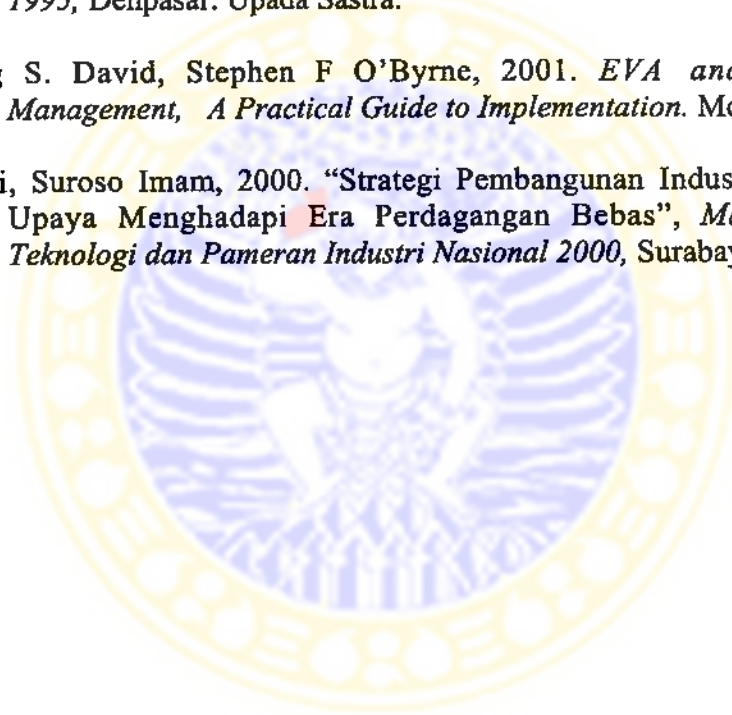 1995, Denpasar: Upada Sastra.
g S. David, Stephen F O'Byrne, 2001. EVA and
Management, A Practical Guide to Implementation. Mc
i, Suroso Imam, 2000. “Strategi Pembangunan Indus
Upaya Menghadapi Era Perdagangan Bebas”, Ma
Teknologi dan Pameran Industri Nasional 2000, Surabay